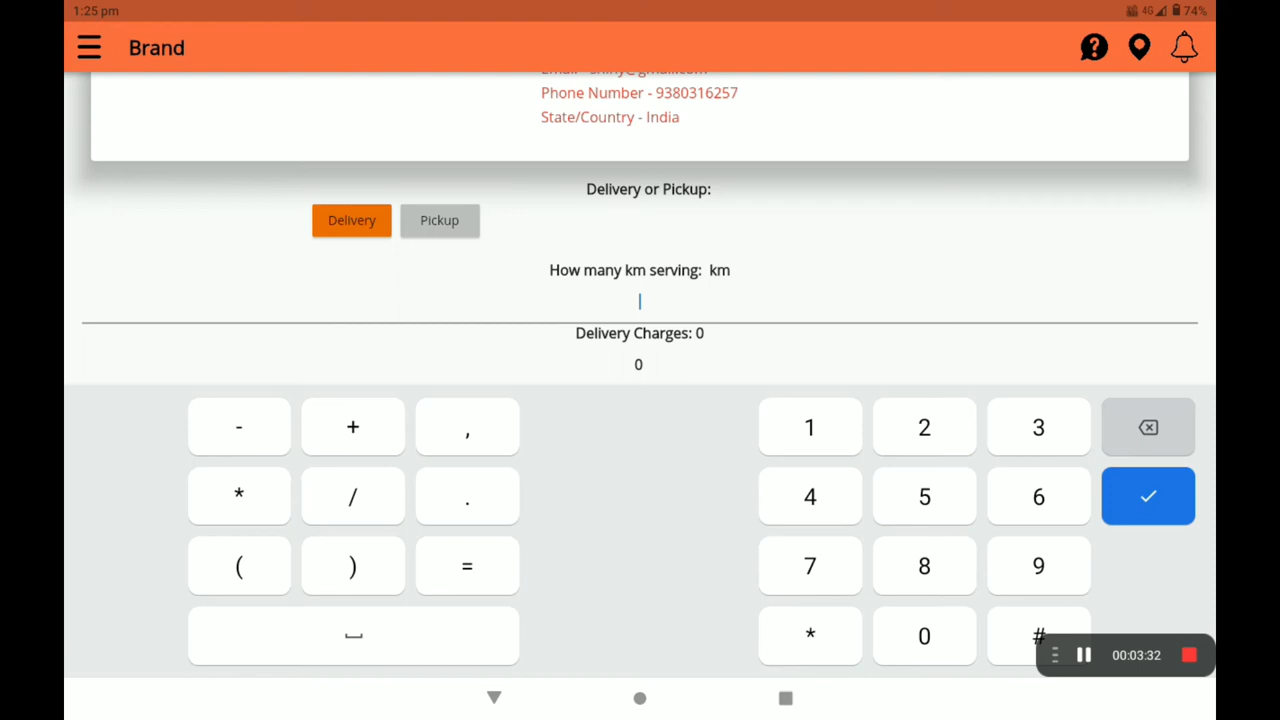 1:25 pm
4G 74%
Brand
Phone Number - 9380316257
State/Country - India
Delivery or Pickup:
Delivery Pickup
How many km serving: km
Delivery Charges: 0
0
- + , 1 2 3
* / . 4 5 6
( ) = 7 8 9
* 0 #
00:03:32